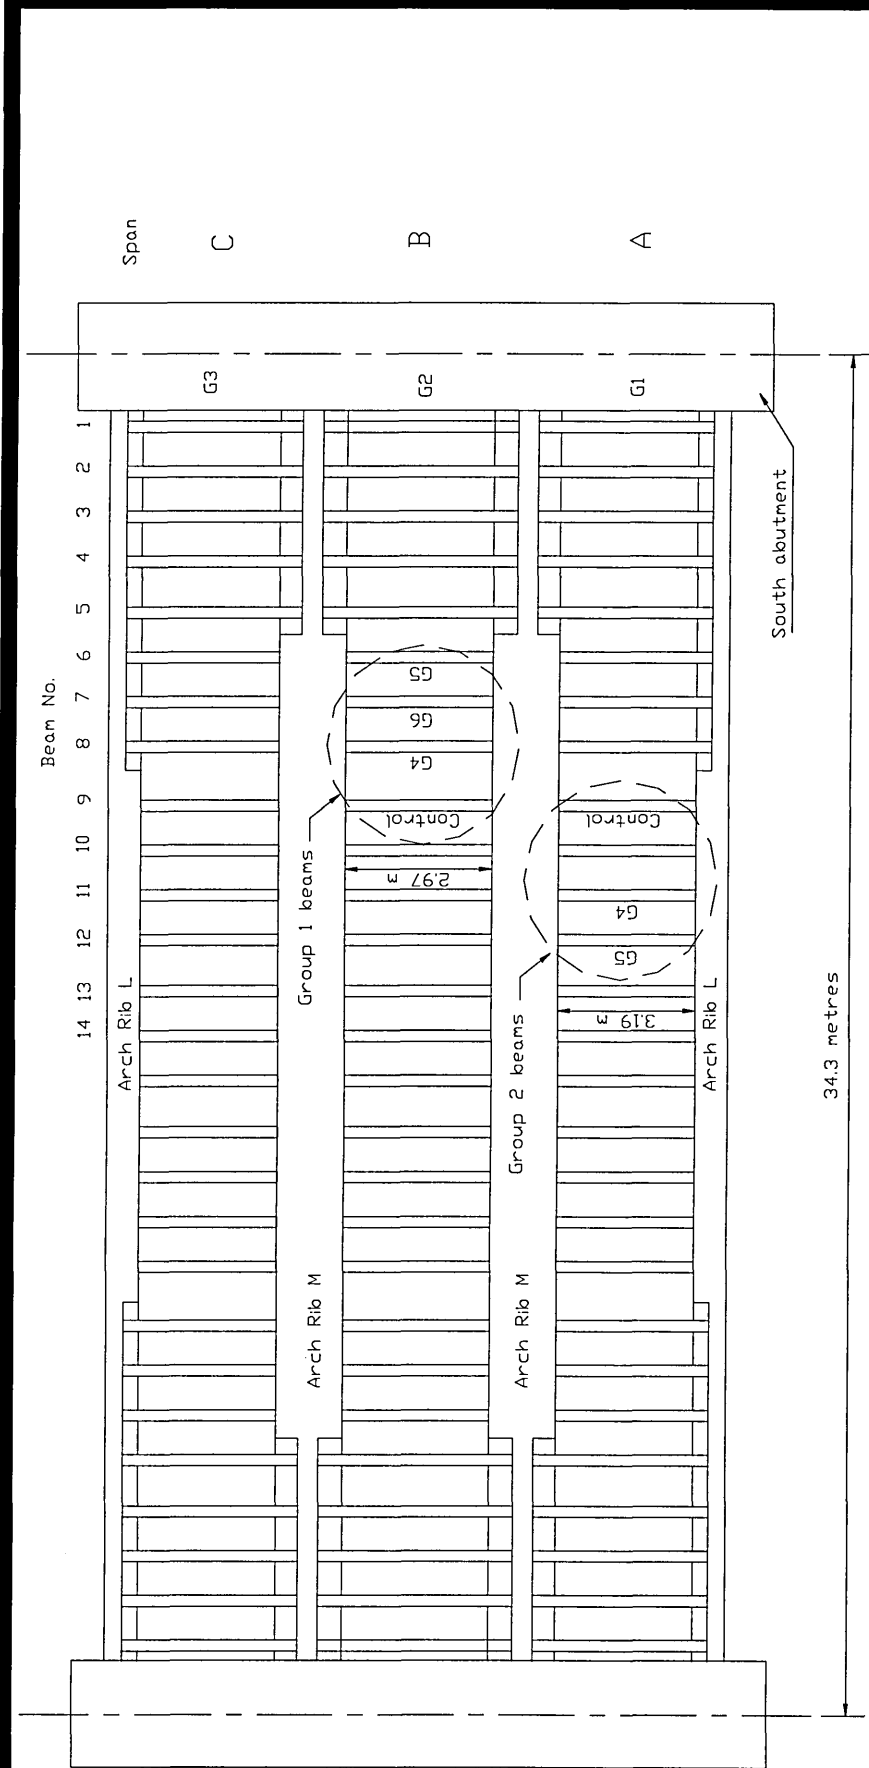 Span
C
B
A
G3
G2
G1
Beam No.
1
2
3
4
5
6
7
8
9
10
11
12
13
14
South abutment
Group 1 beams
G5
G6
G4
Control
2.97 m
Group 2 beams
Control
G4
G5
3.19 m
Arch Rib L
Arch Rib L
Arch Rib M
Arch Rib M
34.3 metres